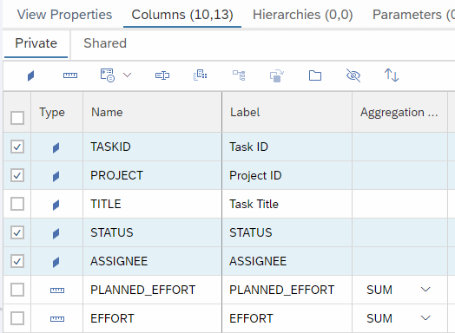 View Properties Columns (10,13) Hierarchies (0,0) Parameters (0
Private Shared
Type Name Label Aggregation ...
TASKID Task ID
PROJECT Project ID
TITLE Task Title
STATUS STATUS
ASSIGNEE ASSIGNEE
PLANNED_EFFORT PLANNED_EFFORT SUM
EFFORT EFFORT SUM